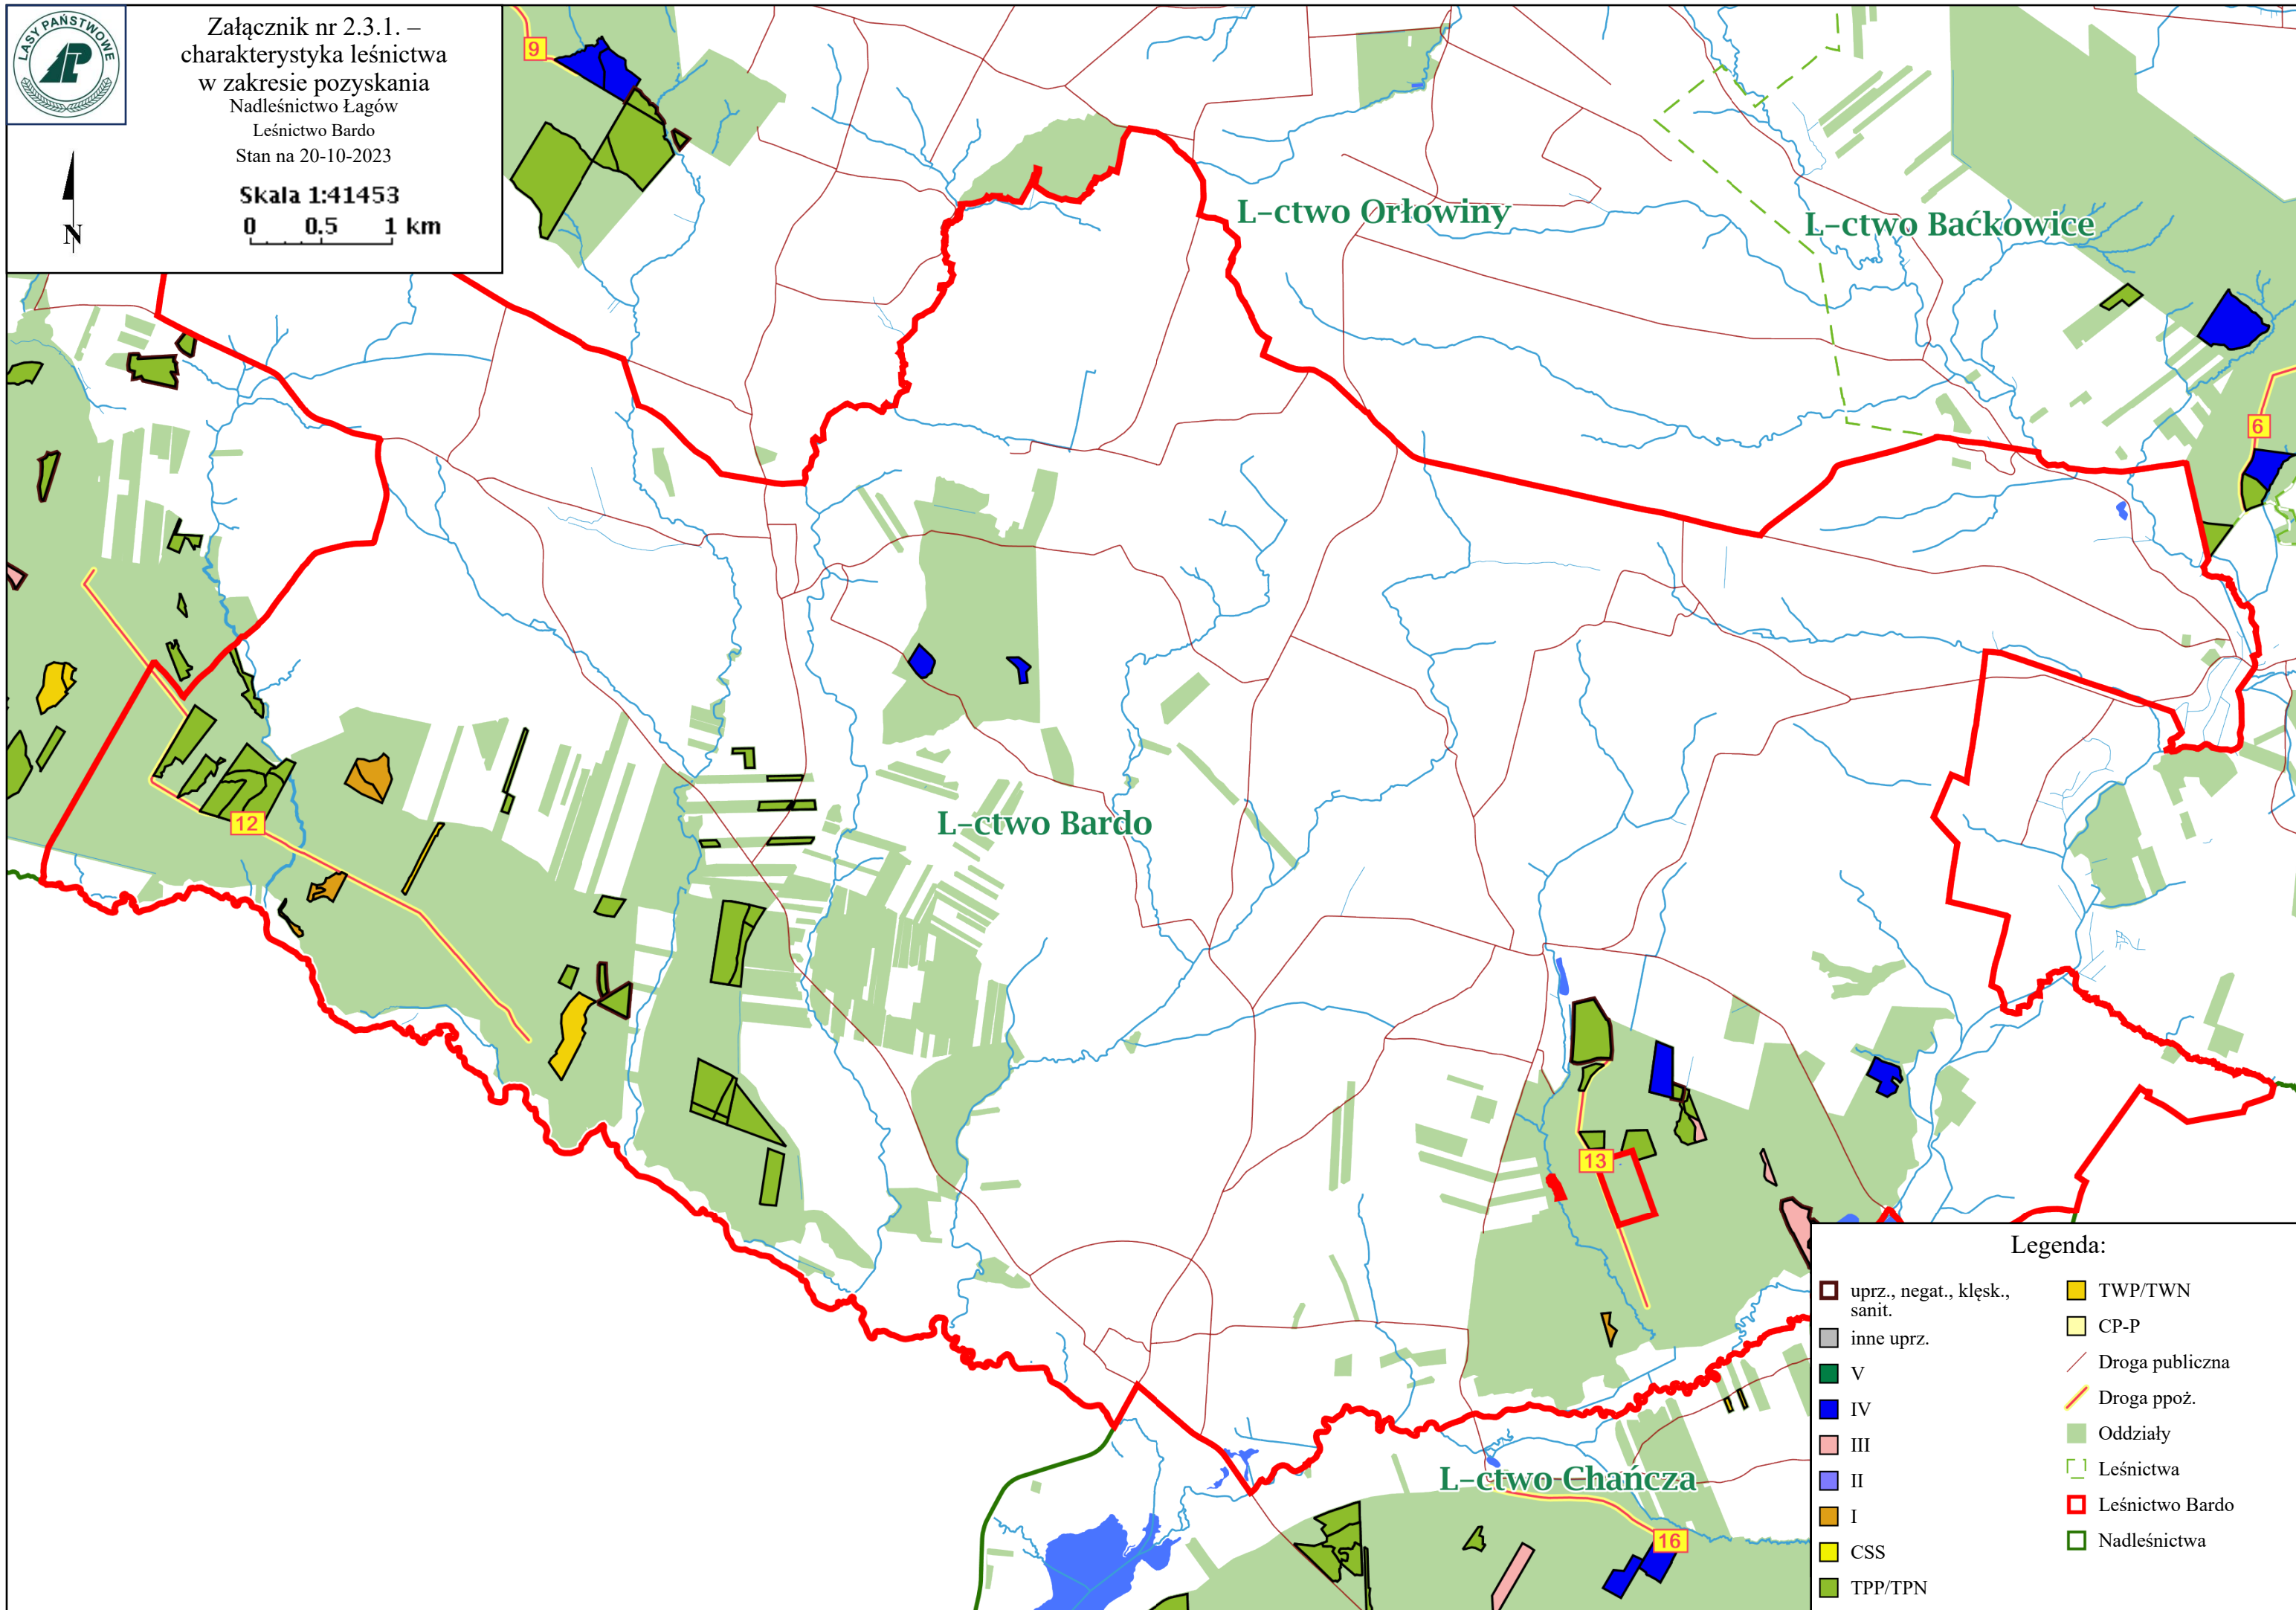 LASY PAŃSTWOWE
Załącznik nr 2.3.1. –
charakterystyka leśnictwa
w zakresie pozyskania
Nadleśnictwo Łagów
Leśnictwo Bardo
Stan na 20-10-2023
Skala 1:41453
0 0.5 1 km
N
9
L-ctwo Orłowiny
L-ctwo Baćkowice
6
12
L-ctwo Bardo
13
L-ctwo Chańcza
16
Legenda:
uprz., negat., klęsk.,
sanit.
inne uprz.
V
IV
III
II
I
CSS
TPP/TPN
TWP/TWN
CP-P
Droga publiczna
Droga ppoż.
Oddziały
Leśnictwa
Leśnictwo Bardo
Nadleśnictwa